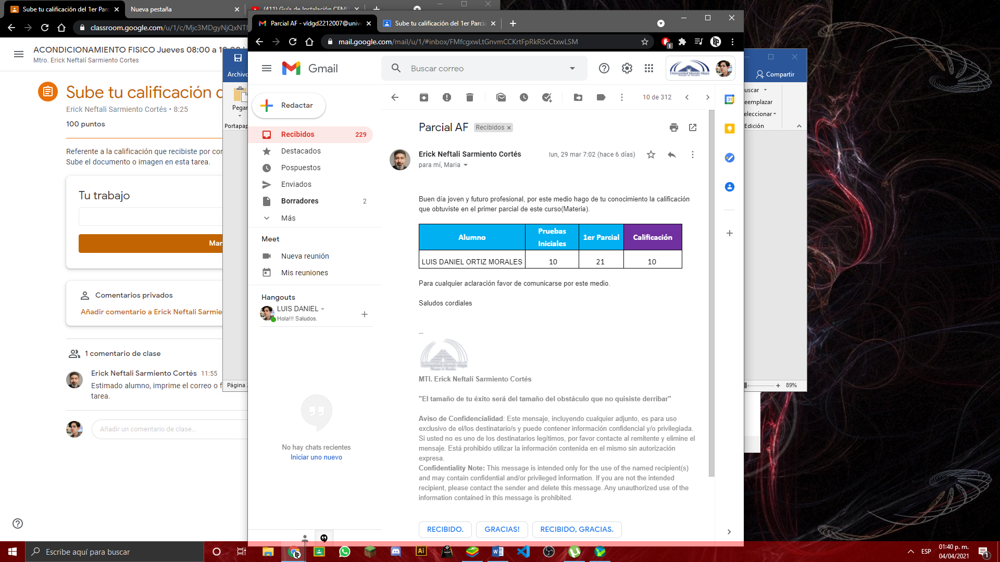 Sube tu calificación del 1er Parc
Nueva pestaña
(411) Guía de Instalación CEMU
classroom.google.com/u/1/c/Mjc3MDgyNjQxNTN
ACONDICIONAMIENTO FISICO Jueves 08:00 a 1
Mtro. Erick Neftalí Sarmiento Cortes
Sube tu calificación d
Erick Neftali Sarmiento Cortés • 8:25
100 puntos
Referente a la calificación que recibiste por cor
Sube el documento o imagen en esta tarea.
Tu trabajo
Mar
Comentarios privados
Añadir comentario a Erick Neftali Sarmie
1 comentario de clase
Erick Neftali Sarmiento Cortés 11:55
Estimado alumno, imprime el correo o f
tarea.
Añadir un comentario de clase...
Archivo
Pegar
Portapap
Página
Parcial AF - vldgd2212007@unive
Sube tu calificación del 1er Parcia
mail.google.com/mail/u/1/#inbox/FMfcgxwLtGnvmCCKrtFpRkRSvCtxwLSM
1
Gmail
Buscar correo
Universidad Mundo Maya
Redactar
10 de 312
Recibidos 229
Destacados
Pospuestos
Enviados
Borradores 2
Más
Meet
Nueva reunión
Mis reuniones
Hangouts
LUIS DANIEL
Hola!!! Saludos.
No hay chats recientes
Iniciar uno nuevo
Parcial AF Recibidos
Erick Neftali Sarmiento Cortés lun, 29 mar 7:02 (hace 6 días)
para mí, Maria
Buen día joven y futuro profesional, por este medio hago de tu conocimiento la calificación
que obtuviste en el primer parcial de este curso(Materia).
Alumno Pruebas Iniciales 1er Parcial Calificación
LUIS DANIEL ORTIZ MORALES 10 21 10
Para cualquier aclaración favor de comunicarse por este medio.
Saludos cordiales
--
Universidad Mundo Maya
MTI. Erick Neftalí Sarmiento Cortés
"El tamaño de tu éxito será del tamaño del obstáculo que no quisiste derribar"
Aviso de Confidencialidad: Este mensaje, incluyendo cualquier adjunto, es para uso
exclusivo de el/los destinatario/s y puede contener información confidencial y/o privilegiada.
Si usted no es uno de los destinatarios legítimos, por favor contacte al remitente y elimine el
mensaje. Está prohibido utilizar la información contenida en el mismo sin autorización
expresa.
Confidentiality Note: This message is intended only for the use of the named recipient(s)
and may contain confidential and/or privileged information. If you are not the intended
recipient, please contact the sender and delete this message. Any unauthorized use of the
information contained in this message is prohibited.
RECIBIDO. GRACIAS! RECIBIDO, GRACIAS.
31
Compartir
uscar
eemplazar
eleccionar
Edición
89%
Escribe aquí para buscar
Ai
ESP
01:40 p. m.
04/04/2021
1